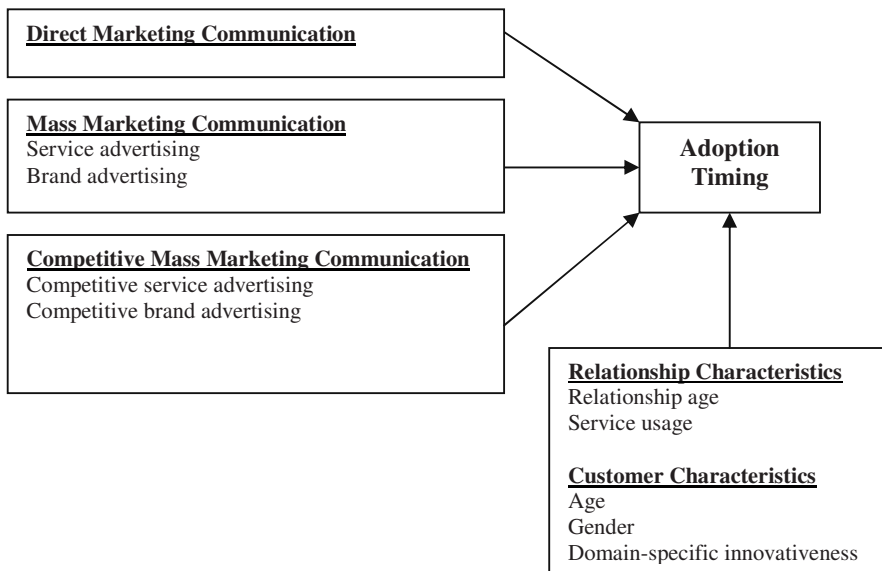 Direct Marketing Communication
Mass Marketing Communication
Service advertising
Brand advertising
Competitive Mass Marketing Communication
Competitive service advertising
Competitive brand advertising
Adoption
Timing
Relationship Characteristics
Relationship age
Service usage
Customer Characteristics
Age
Gender
Domain-specific innovativeness